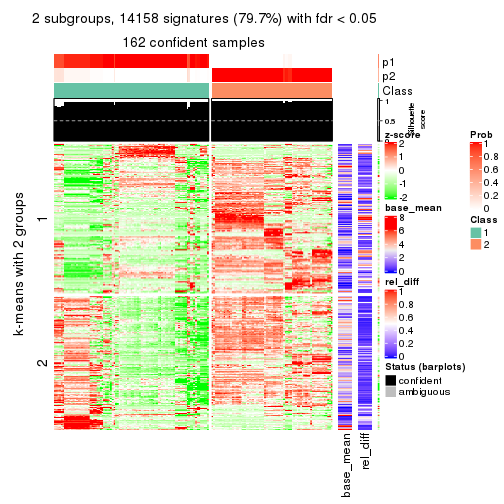 2 subgroups, 14158 signatures (79.7%) with fdr < 0.05
162 confident samples
p1
p2
Class
1
0.5
0
Silhouette
score
k-means with 2 groups
1
2
base_mean
rel_diff
z-score
2
1
0
-1
-2
base_mean
8
6
4
2
0
rel_diff
1
0.8
0.6
0.4
0.2
0
Status (barplots)
confident
ambiguous
Prob
1
0.8
0.6
0.4
0.2
0
Class
1
2